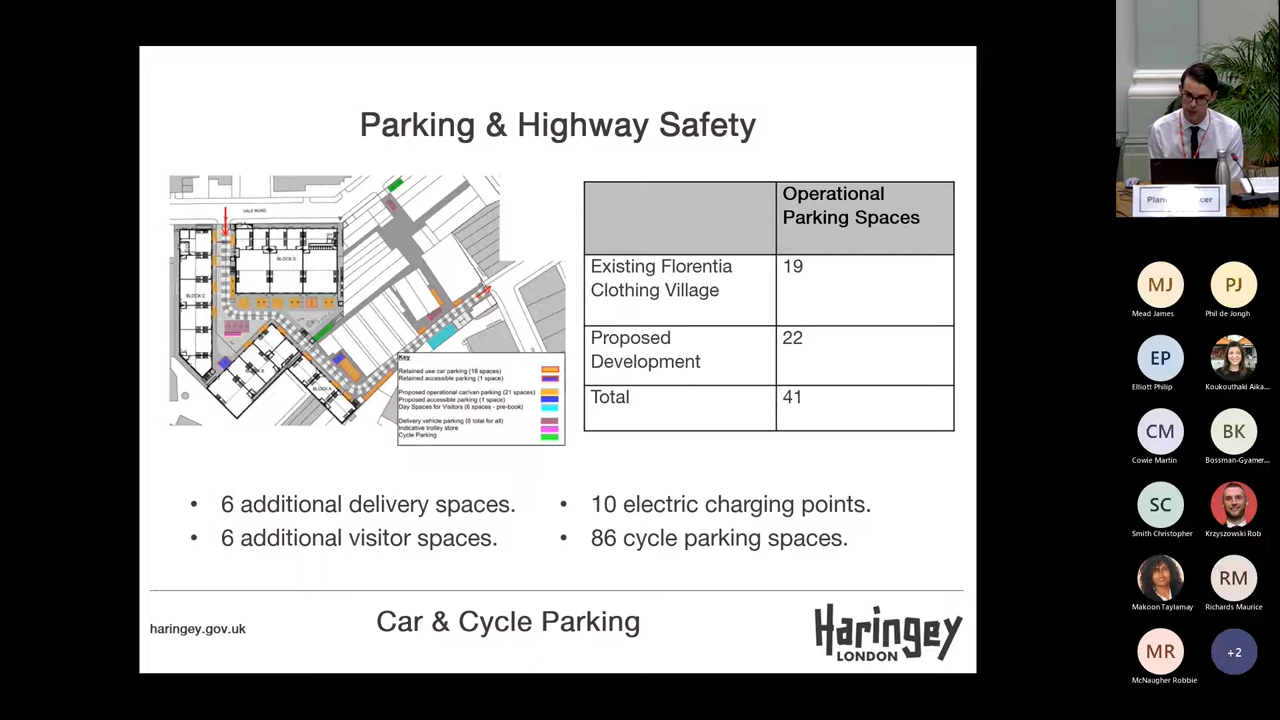 Parking & Highway Safety
VALE ROAD
BLOCK D
BLOCK C
BLOCK A
Key
Retained use car parking (18 spaces)
Retained accessible parking (1 space)
Proposed operational car/van parking (21 spaces)
Proposed accessible parking (1 space)
Day Spaces for Visitors (6 spaces - pre-book)
Delivery vehicle parking (6 total for all)
Indicative trolley store
Cycle Parking
Operational
Parking Spaces
Existing Florentia
Clothing Village
19
Proposed
Development
22
Total
41
• 6 additional delivery spaces.
• 6 additional visitor spaces.
• 10 electric charging points.
• 86 cycle parking spaces.
haringey.gov.uk
Car & Cycle Parking
Haringey
LONDON
MJ
Mead James
PJ
Phil de Jongh
EP
Elliott Philip
Koukouthaki Aika...
CM
Cowie Martin
BK
Bossman-Gyamer...
SC
Smith Christopher
Krzyszowski Rob
Makoon Taylamay
RM
Richards Maurice
MR
McNaugher Robbie
+2